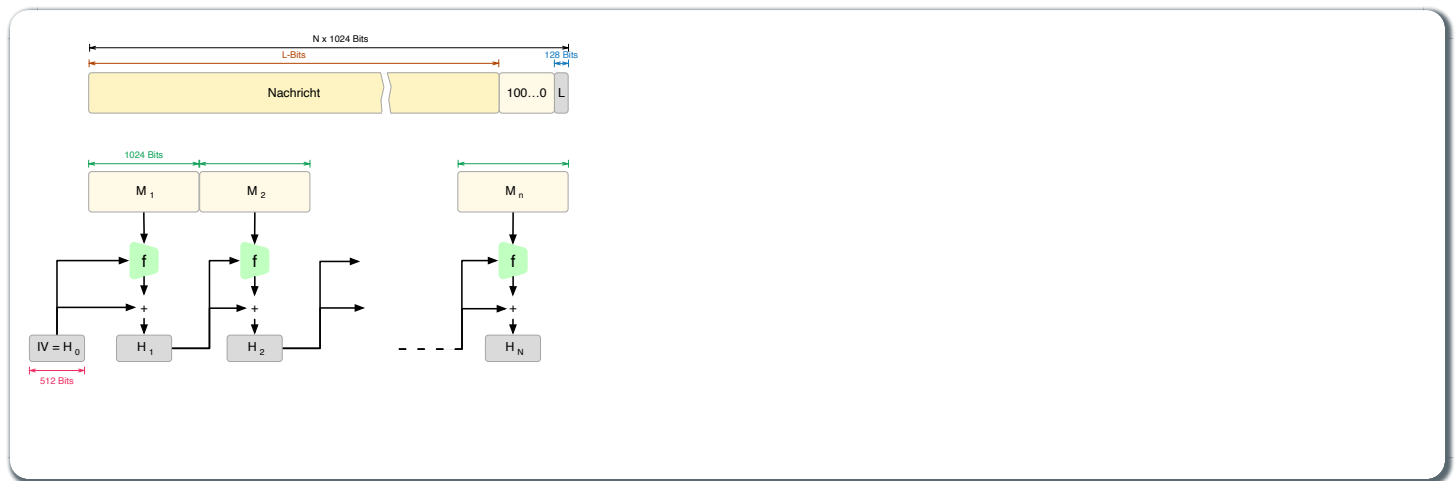 N x 1024 Bits
L-Bits
128 Bits
Nachricht
100...0
L
1024 Bits
M 1
M 2
M n
f
f
f
+
+
+
IV = H 0
H 1
H 2
H N
512 Bits